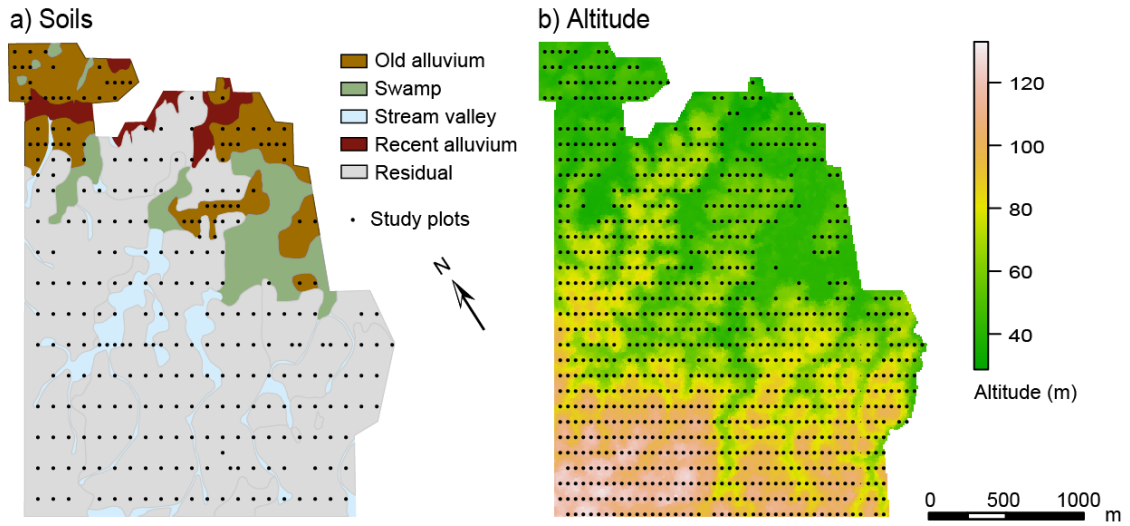 a) Soils
Old alluvium
Swamp
Stream valley
Recent alluvium
Residual
Study plots
N
b) Altitude
120
100
80
60
40
Altitude (m)
0 500 1000
m